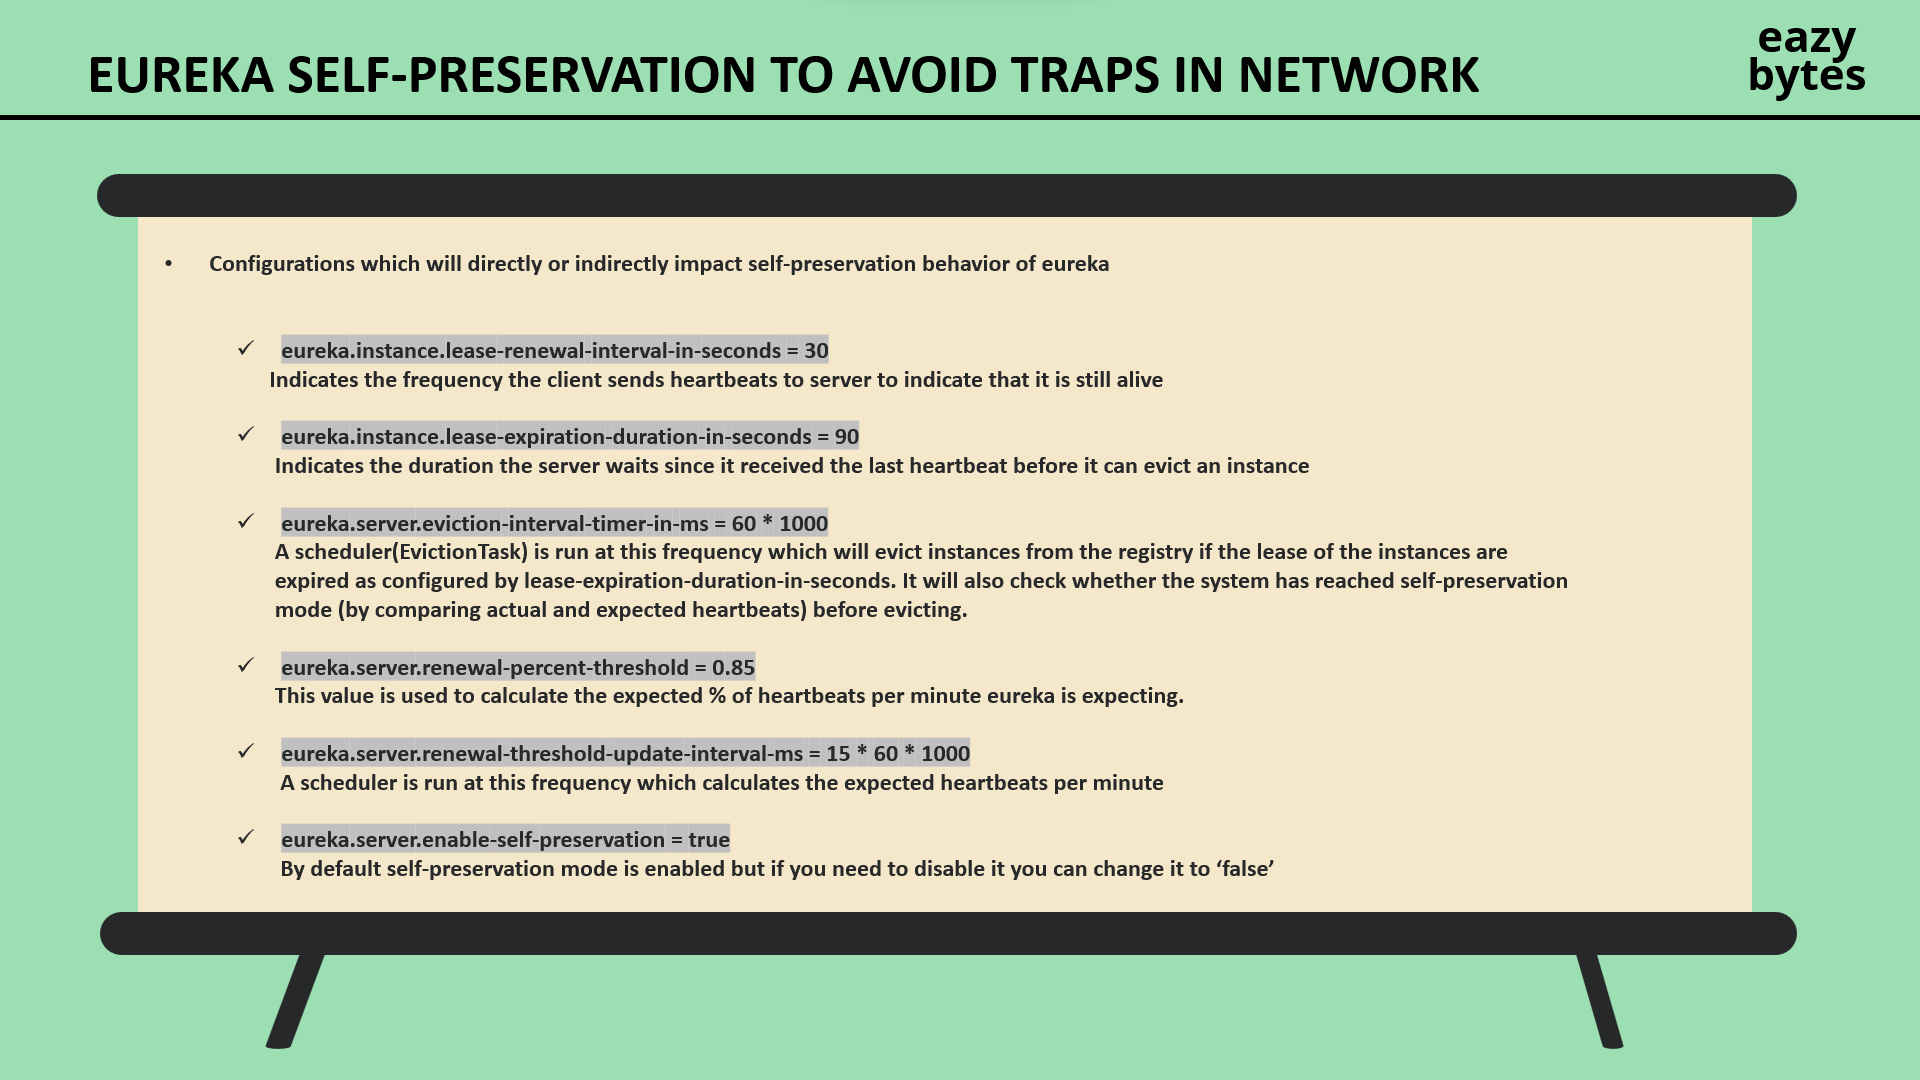 EUREKA SELF-PRESERVATION TO AVOID TRAPS IN NETWORK
eazy
bytes
• Configurations which will directly or indirectly impact self-preservation behavior of eureka
✓ eureka.instance.lease-renewal-interval-in-seconds = 30
Indicates the frequency the client sends heartbeats to server to indicate that it is still alive
✓ eureka.instance.lease-expiration-duration-in-seconds = 90
Indicates the duration the server waits since it received the last heartbeat before it can evict an instance
✓ eureka.server.eviction-interval-timer-in-ms = 60 * 1000
A scheduler(EvictionTask) is run at this frequency which will evict instances from the registry if the lease of the instances are
expired as configured by lease-expiration-duration-in-seconds. It will also check whether the system has reached self-preservation
mode (by comparing actual and expected heartbeats) before evicting.
✓ eureka.server.renewal-percent-threshold = 0.85
This value is used to calculate the expected % of heartbeats per minute eureka is expecting.
✓ eureka.server.renewal-threshold-update-interval-ms = 15 * 60 * 1000
A scheduler is run at this frequency which calculates the expected heartbeats per minute
✓ eureka.server.enable-self-preservation = true
By default self-preservation mode is enabled but if you need to disable it you can change it to ‘false’